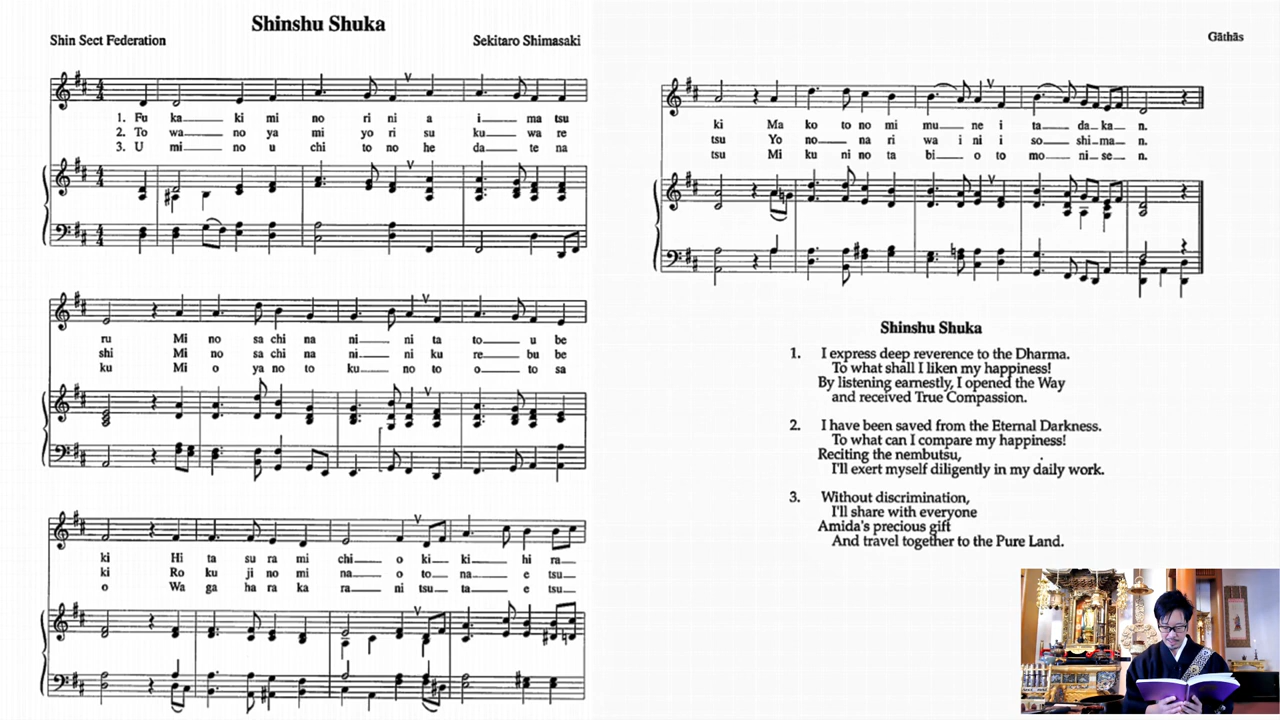 Shinshu Shuka
Shin Sect Federation
Sekitaro Shimasaki
1. Fu ka ki mi no ri ni a i ma tsu
2. To wa no ya mi yo ri su ku wa re
3. U mi no u chi to no he da te na
ru Mi no sa chi na ni ni ta to u be
shi Mi no sa chi na ni ni ku re bu be
ku Mi o ya no to ku no to o to sa
ki Hi ta su ra mi chi o ki ki hi ra
ki Ro ku ji no mi na o to na e tsu
o Wa ga ha ra ka ra ni tsu ta e tsu
Gāthās
ki Ma ko to no mi mu ne i ta da ka n.
tsu Yo no na ri wa i ni i so shi ma n.
tsu Mi ku ni no ta bi o to mo ni se n.
Shinshu Shuka
1. I express deep reverence to the Dharma.
To what shall I liken my happiness!
By listening earnestly, I opened the Way
and received True Compassion.
2. I have been saved from the Eternal Darkness.
To what can I compare my happiness!
Reciting the nembutsu,
I'll exert myself diligently in my daily work.
3. Without discrimination,
I'll share with everyone
Amida's precious gift
And travel together to the Pure Land.